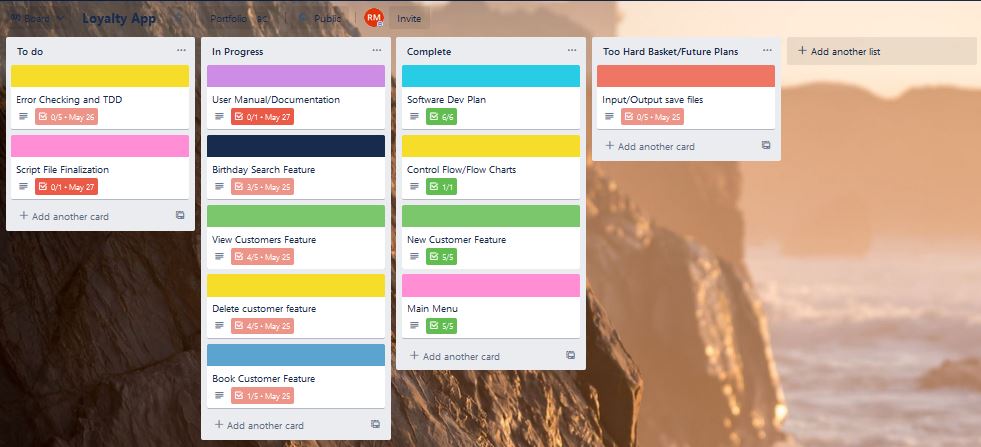 Board
Loyalty App
Portfolio
Public
RM
Invite
To do
Error Checking and TDD
0/5 • May 26
Script File Finalization
0/1 • May 27
+ Add another card
In Progress
User Manual/Documentation
0/1 • May 27
Birthday Search Feature
3/5 • May 25
View Customers Feature
4/5 • May 25
Delete customer feature
4/5 • May 25
Book Customer Feature
1/5 • May 25
+ Add another card
Complete
Software Dev Plan
6/6
Control Flow/Flow Charts
1/1
New Customer Feature
5/5
Main Menu
5/5
+ Add another card
Too Hard Basket/Future Plans
Input/Output save files
0/5 • May 25
+ Add another card
+ Add another list